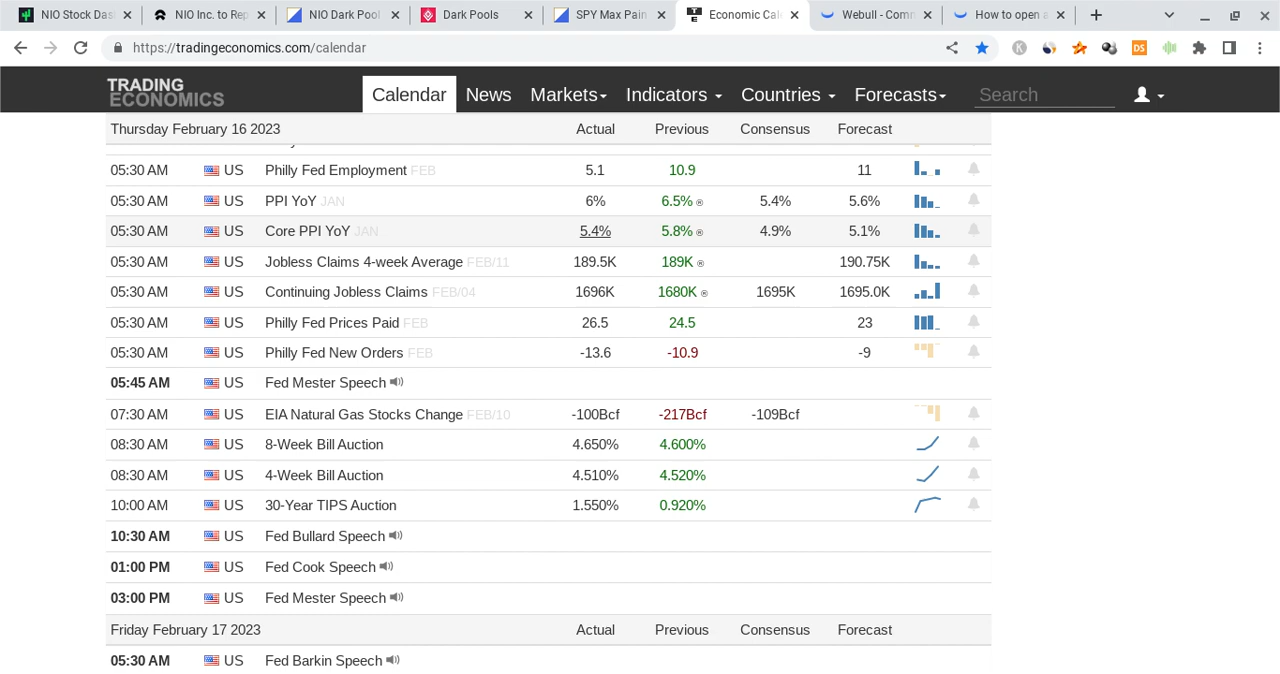 NIO Stock Das
NIO Inc. to Rep
NIO Dark Pool
Dark Pools
SPY Max Pain
Economic Cale
Webull - Comm
How to open a
https://tradingeconomics.com/calendar
TRADING ECONOMICS Calendar News Markets Indicators Countries Forecasts Search
Thursday February 16 2023 Actual Previous Consensus Forecast
05:30 AM US Philly Fed Employment FEB 5.1 10.9 11
05:30 AM US PPI YoY JAN 6% 6.5% ® 5.4% 5.6%
05:30 AM US Core PPI YoY JAN 5.4% 5.8% ® 4.9% 5.1%
05:30 AM US Jobless Claims 4-week Average FEB/11 189.5K 189K ® 190.75K
05:30 AM US Continuing Jobless Claims FEB/04 1696K 1680K ® 1695K 1695.0K
05:30 AM US Philly Fed Prices Paid FEB 26.5 24.5 23
05:30 AM US Philly Fed New Orders FEB -13.6 -10.9 -9
05:45 AM US Fed Mester Speech
07:30 AM US EIA Natural Gas Stocks Change FEB/10 -100Bcf -217Bcf -109Bcf
08:30 AM US 8-Week Bill Auction 4.650% 4.600%
08:30 AM US 4-Week Bill Auction 4.510% 4.520%
10:00 AM US 30-Year TIPS Auction 1.550% 0.920%
10:30 AM US Fed Bullard Speech
01:00 PM US Fed Cook Speech
03:00 PM US Fed Mester Speech
Friday February 17 2023 Actual Previous Consensus Forecast
05:30 AM US Fed Barkin Speech